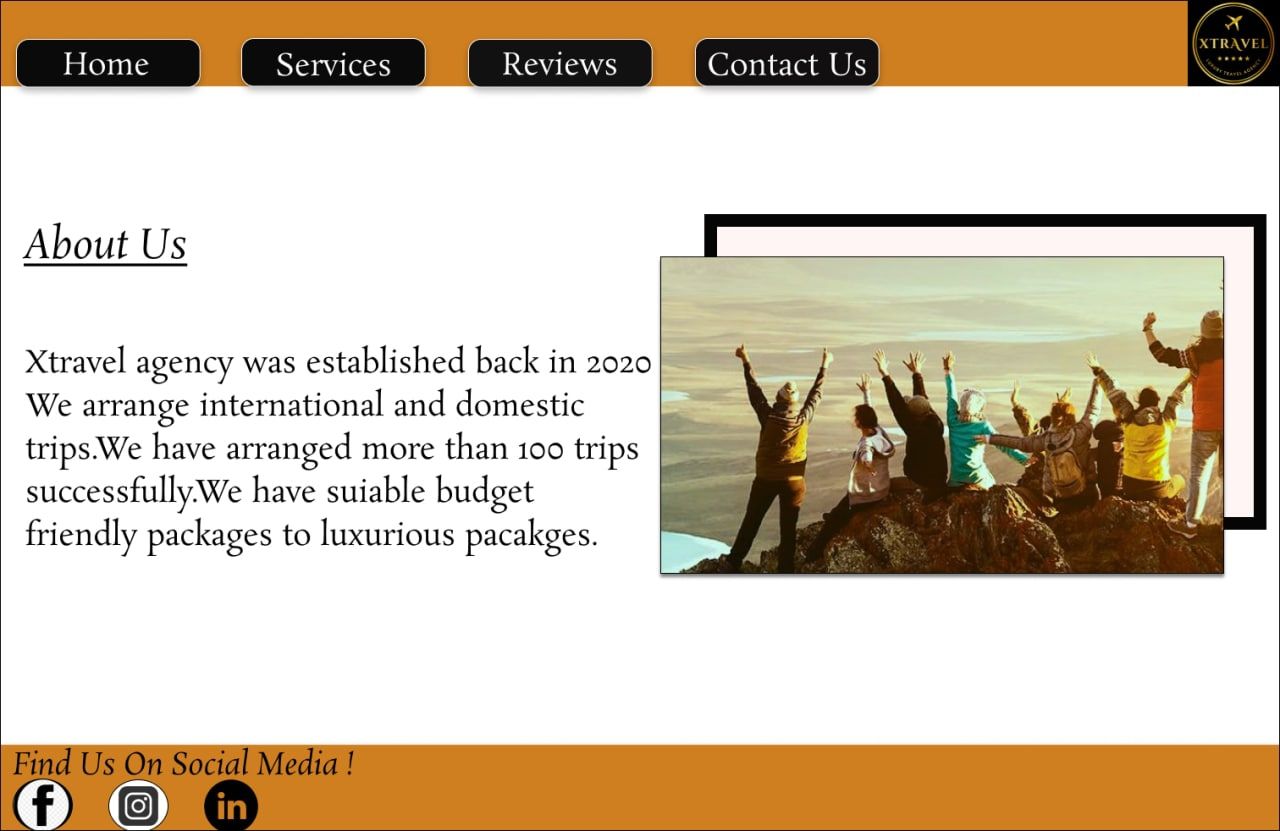 Home
Services
Reviews
Contact Us
XTRAVEL
LUXURY TRAVEL AGENCY
About Us
Xtravel agency was established back in 2020
We arrange international and domestic
trips.We have arranged more than 100 trips
successfully.We have suiable budget
friendly packages to luxurious pacakges.
Find Us On Social Media !
f
in